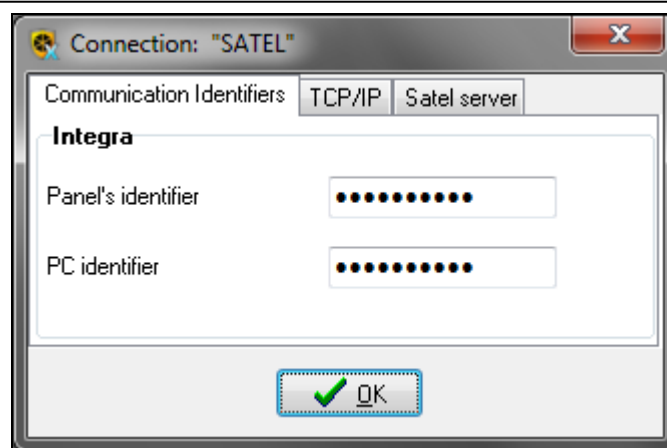 Connection: "SATEL"
x
Communication Identifiers TCP/IP Satel server
Integra
Panel's identifier ●●●●●●●●●●
PC identifier ●●●●●●●●●●
OK